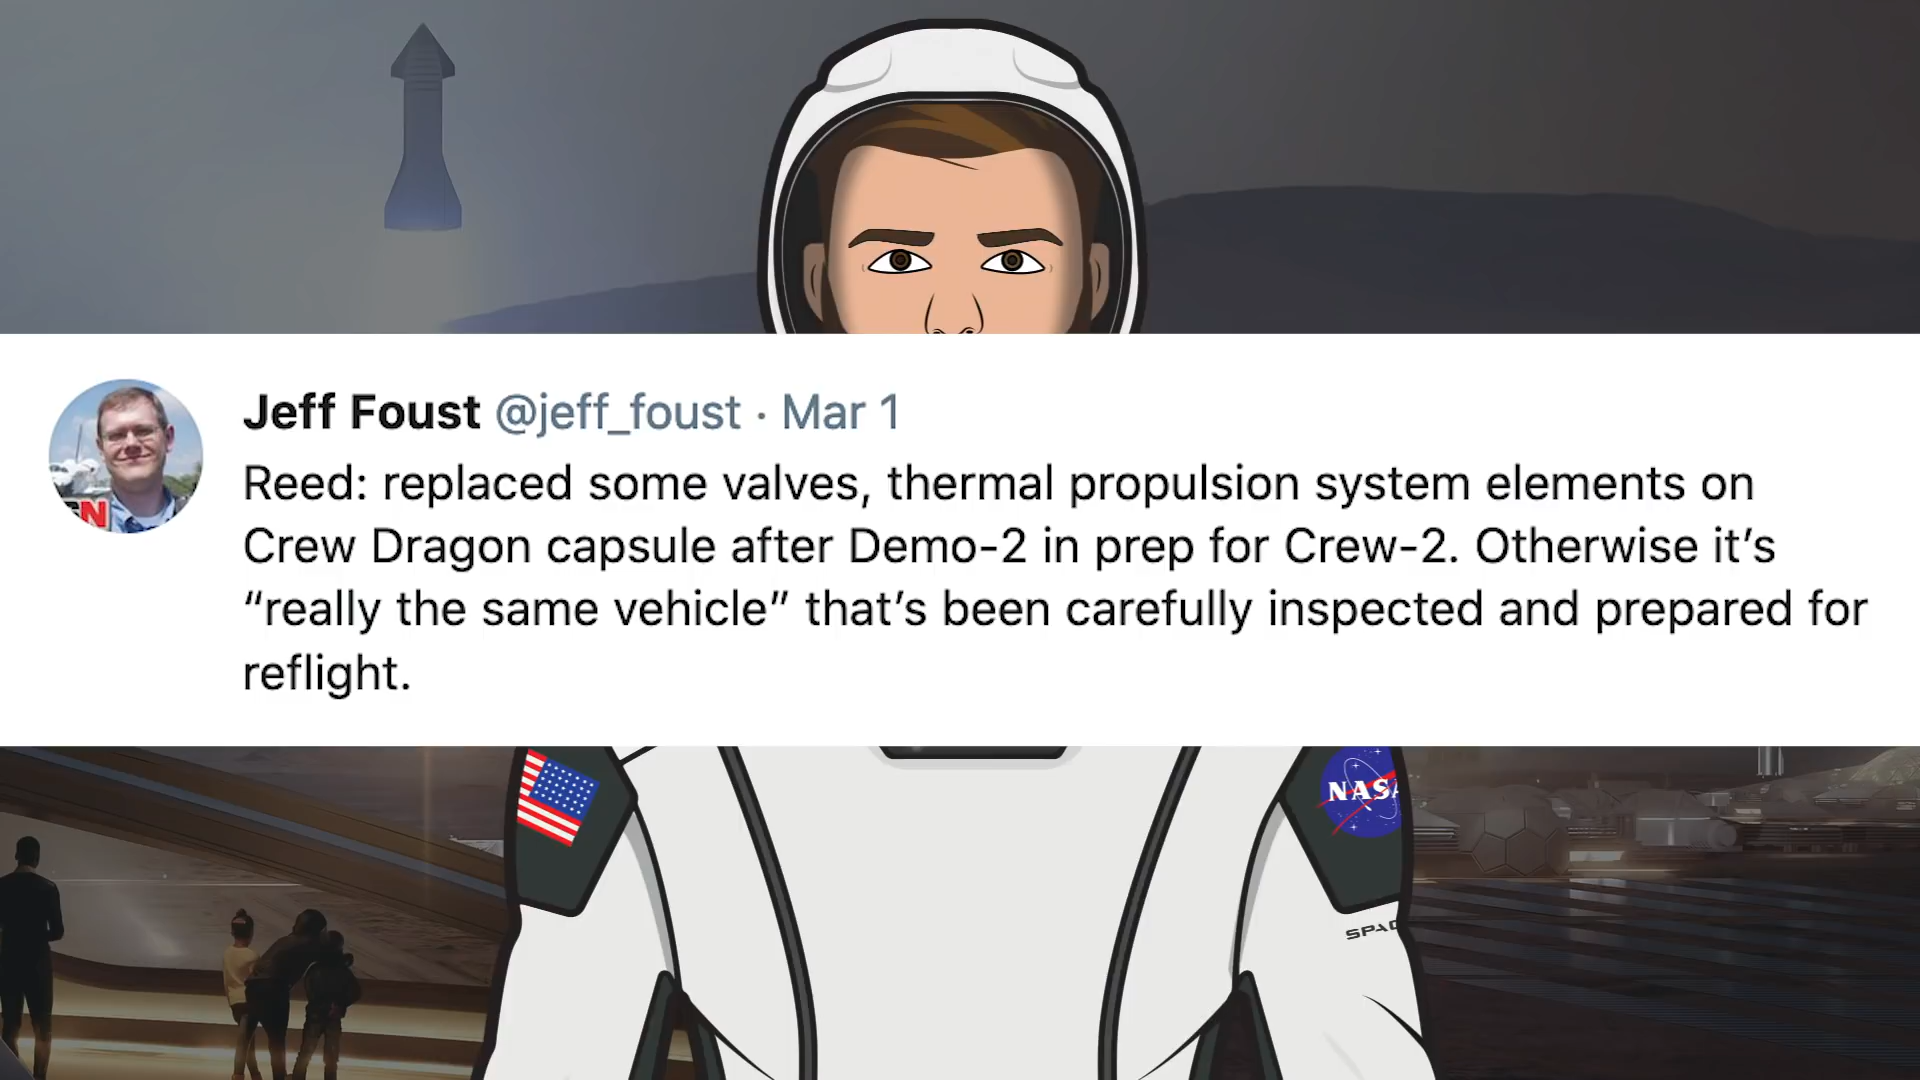 Jeff Foust @jeff_foust · Mar 1
Reed: replaced some valves, thermal propulsion system elements on
Crew Dragon capsule after Demo-2 in prep for Crew-2. Otherwise it’s
“really the same vehicle” that’s been carefully inspected and prepared for
reflight.
NASA
SPAC